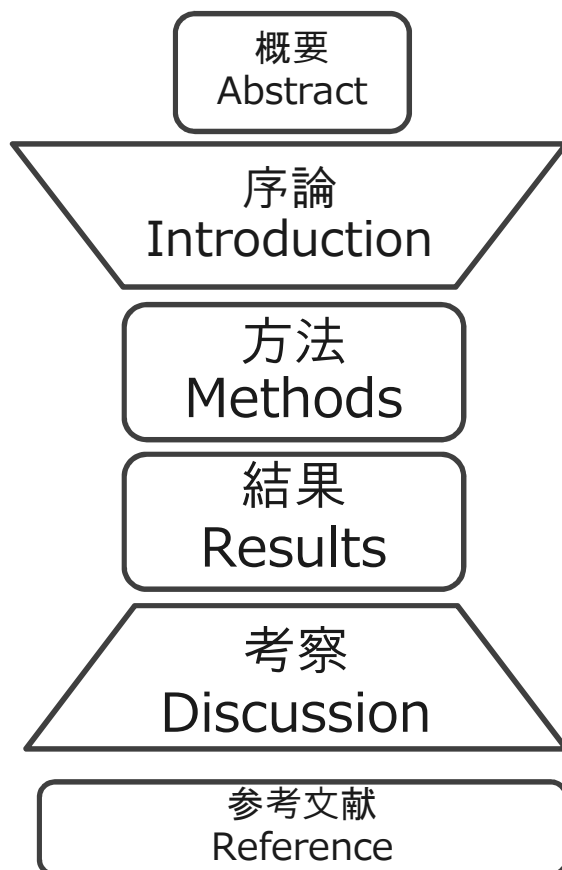 概要
Abstract
序論
Introduction
方法
Methods
結果
Results
考察
Discussion
参考文献
Reference